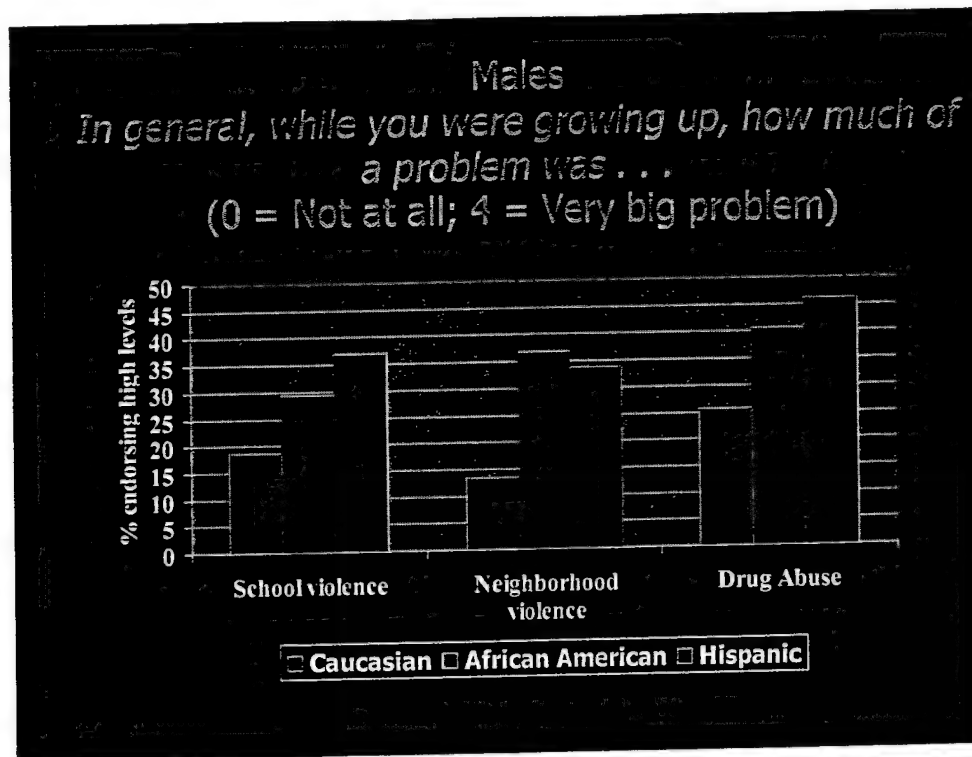 Males
In general, while you were growing up, how much of
a problem was . . .
(0 = Not at all; 4 = Very big problem)
% endorsing high levels
50
45
40
35
30
25
20
15
10
5
0
School violence
Neighborhood
violence
Drug Abuse
Caucasian African American Hispanic